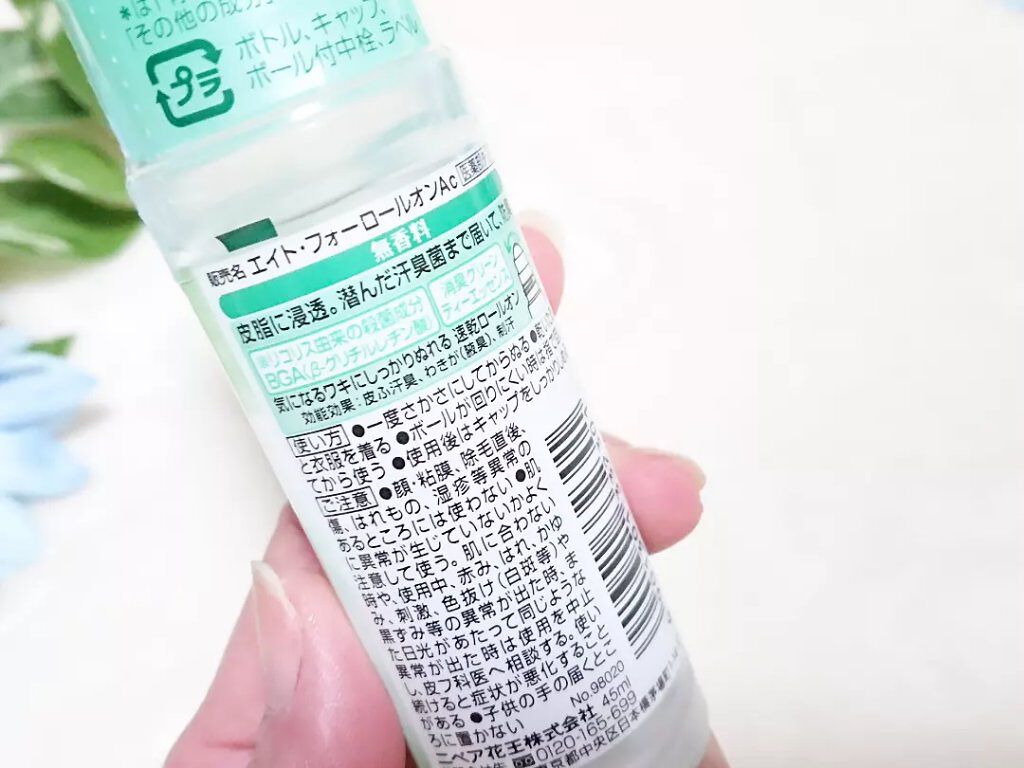 「その他の成分
プラ
ボトル、キャップ、
ボール付中栓、ラベル
販売名 エイト・フォーロールオンAc
無香料
皮脂に浸透。潜んだ汗臭菌まで届いて、
リコリス由来の殺菌成分
BGA(β-グリチルレチン酸)
消臭グリーン
ティーエッセンス
気になるワキにしっかりぬれる 速乾ロールオン
効能効果：皮ふ汗臭、わきが(腋臭)、制汗
使い方 ●一度さかさにしてからぬる ●
と衣服を着る ●ボールが回りにくい時は
てから使う ●使用後はキャップをしっかり
ご注意 ●顔・粘膜、除毛直後、
傷、はれもの、湿疹等異常の
あるところには使わない ●肌
に異常が生じていないかよく
注意して使う。肌に合わない
時や、使用中、赤み、はれ、かゆ
み、刺激、色抜け(白斑等)や
黒ずみ等の異常が出た時、ま
た日光があたって同じような
異常が出た時は使用を中止
し、皮フ科医へ相談する。使い
続けると症状が悪化すること
がある ●子供の手の届くとこ
ろに置かない
No.98020
45ml
ニベア花王株式会社
0120-165-699
東京都中央区日本橋茅場町